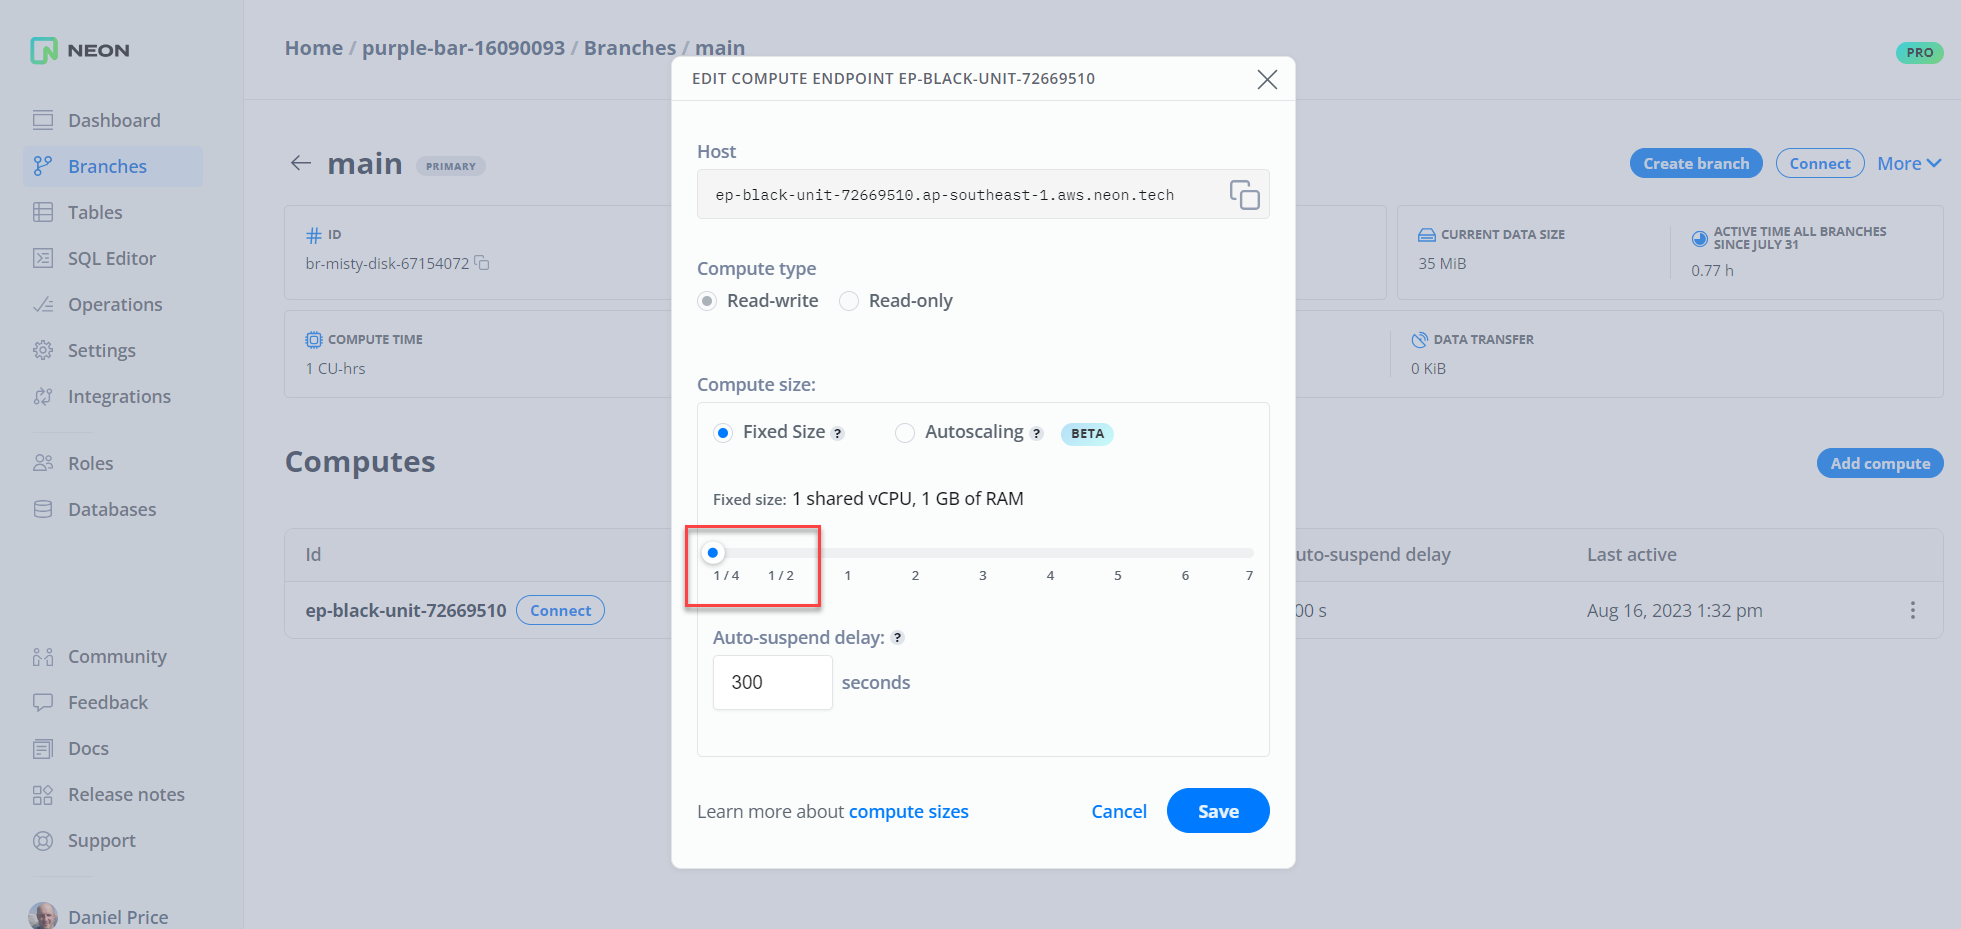 NEON
Home / purple-bar-16090093 / Branches / main
PRO
Dashboard
Branches
Tables
SQL Editor
Operations
Settings
Integrations
Roles
Databases
Community
Feedback
Docs
Release notes
Support
Daniel Price
main PRIMARY
Create branch
Connect
More
ID
br-misty-disk-67154072
CURRENT DATA SIZE
35 MiB
ACTIVE TIME ALL BRANCHES
SINCE JULY 31
0.77 h
COMPUTE TIME
1 CU-hrs
DATA TRANSFER
0 KiB
Computes
Add compute
Id
uto-suspend delay
Last active
ep-black-unit-72669510 Connect
00 s
Aug 16, 2023 1:32 pm
EDIT COMPUTE ENDPOINT EP-BLACK-UNIT-72669510
Host
ep-black-unit-72669510.ap-southeast-1.aws.neon.tech
Compute type
Read-write Read-only
Compute size:
Fixed Size ? Autoscaling ? BETA
Fixed size: 1 shared vCPU, 1 GB of RAM
1 / 4 1 / 2 1 2 3 4 5 6 7
Auto-suspend delay: ?
300 seconds
Learn more about compute sizes
Cancel
Save